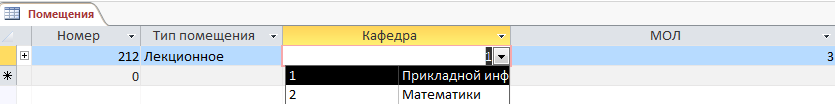 Помещения
Номер Тип помещения Кафедра МОЛ
212 Лекционное 1 3
1 Прикладной инф
0
2 Математики